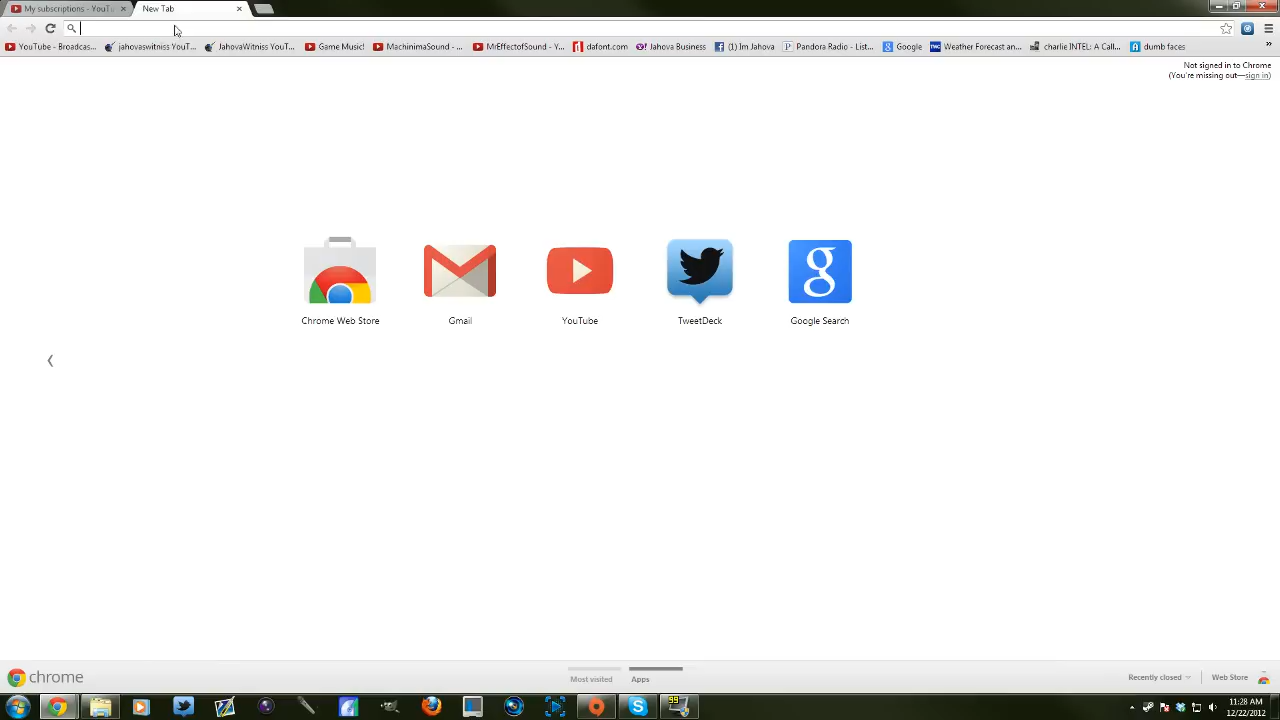 My subscriptions - YouTu
New Tab
YouTube - Broadcas...
jahovaswitniss YouT...
JahovaWitniss YouT...
Game Music!
MachinimaSound - ...
MrEffectofSound - Y...
dafont.com
Jahova Business
(1) Im Jahova
Pandora Radio - List...
Google
Weather Forecast an...
charlie INTEL: A Call...
dumb faces
Not signed in to Chrome
(You're missing out—sign in)
Chrome Web Store
Gmail
YouTube
TweetDeck
Google Search
chrome
Most visited
Apps
Recently closed
Web Store
99
11:28 AM
12/22/2012